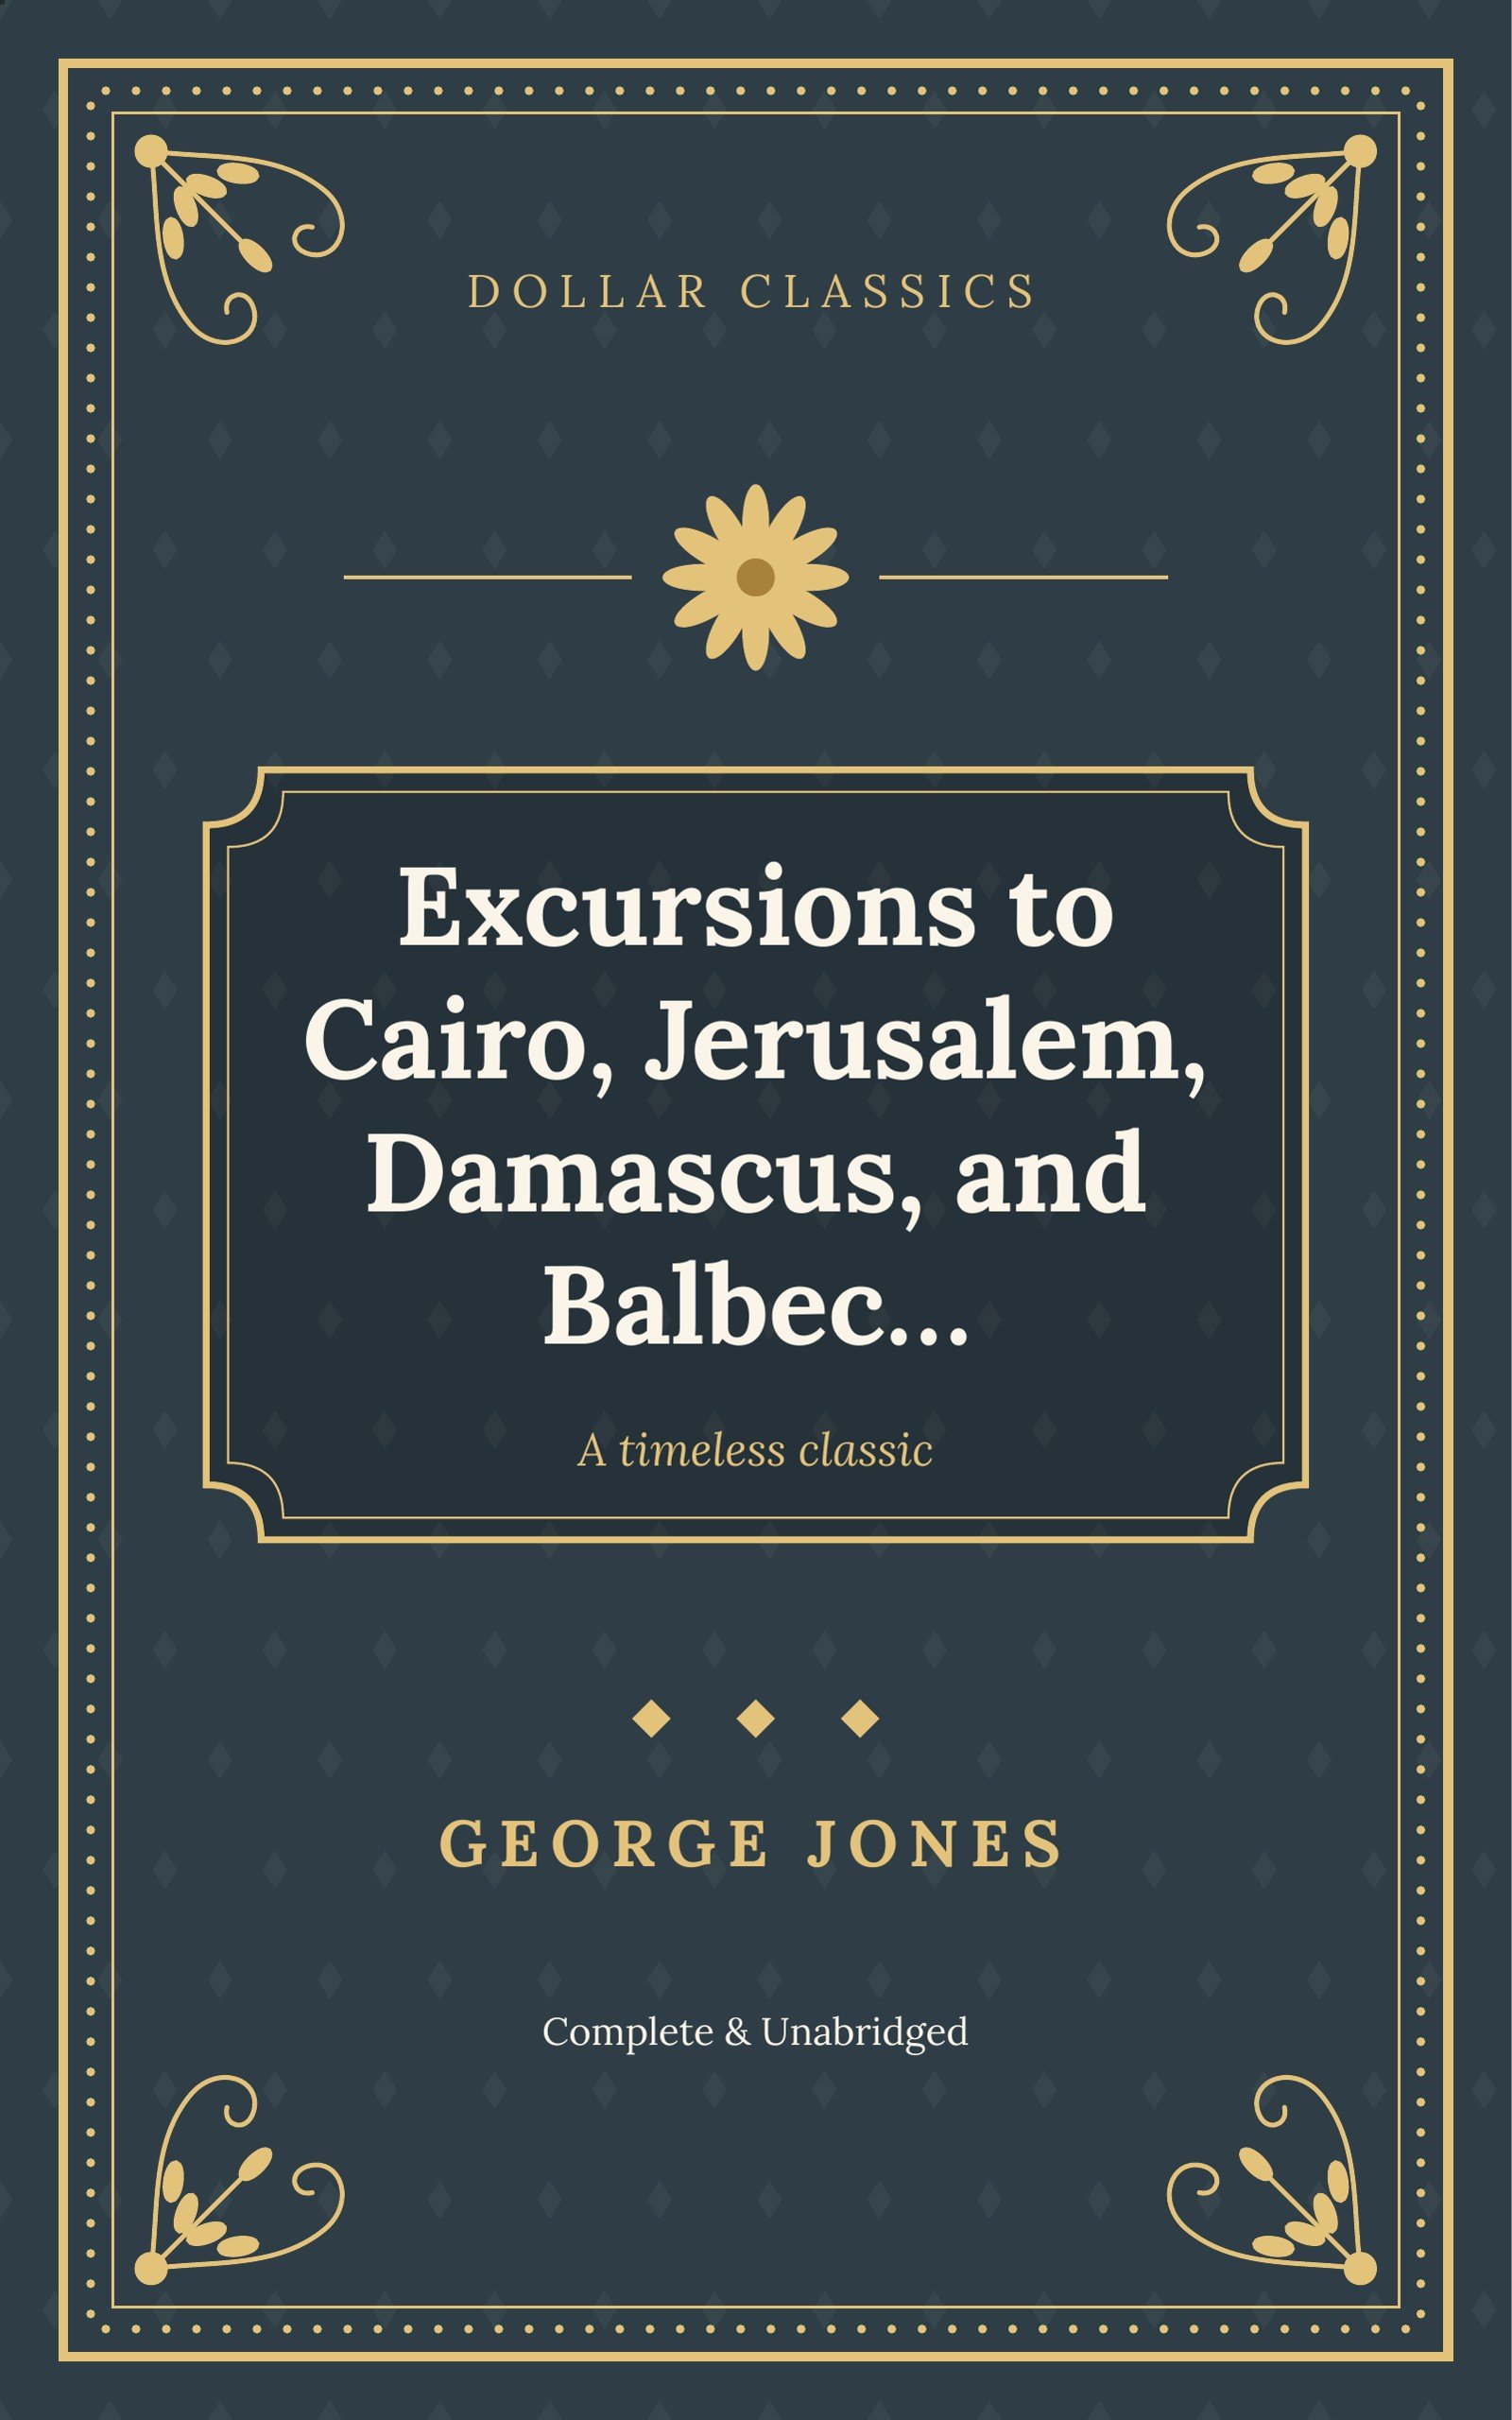 DOLLAR CLASSICS
Excursions to
Cairo, Jerusalem,
Damascus, and
Balbec...
A timeless classic
GEORGE JONES
Complete & Unabridged